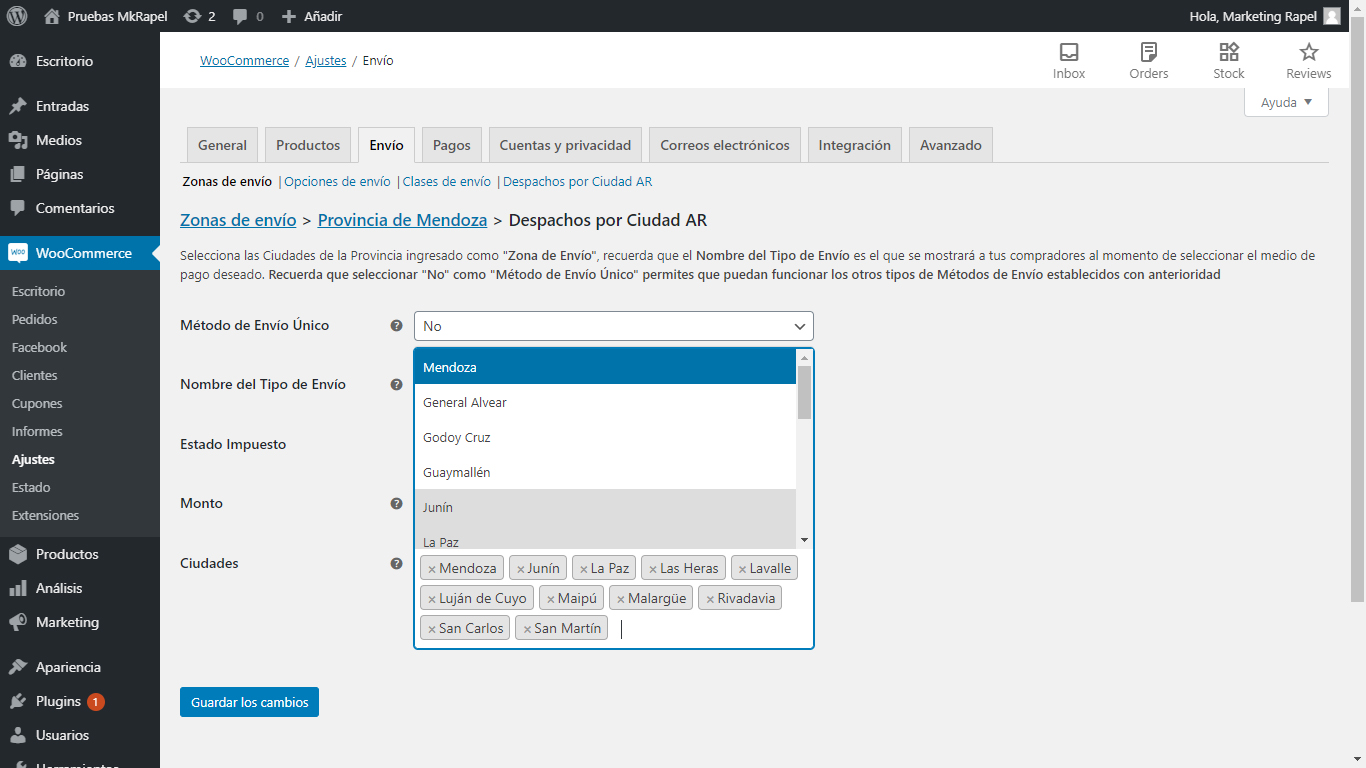 Pruebas MkRapel 2 0 Añadir Hola, Marketing Rapel
Escritorio
Entradas
Medios
Páginas
Comentarios
woo WooCommerce
Escritorio
Pedidos
Facebook
Clientes
Cupones
Informes
Ajustes
Estado
Extensiones
Productos
Análisis
Marketing
Apariencia
Plugins 1
Usuarios
Herramientas
WooCommerce / Ajustes / Envío
Inbox Orders Stock Reviews
Ayuda
General Productos Envío Pagos Cuentas y privacidad Correos electrónicos Integración Avanzado
Zonas de envío | Opciones de envío | Clases de envío | Despachos por Ciudad AR
Zonas de envío > Provincia de Mendoza > Despachos por Ciudad AR
Selecciona las Ciudades de la Provincia ingresado como "Zona de Envío", recuerda que el Nombre del Tipo de Envío es el que se mostrará a tus compradores al momento de seleccionar el medio de
pago deseado. Recuerda que seleccionar "No" como "Método de Envío Único" permites que puedan funcionar los otros tipos de Métodos de Envío establecidos con anterioridad
Método de Envío Único ? No
Nombre del Tipo de Envío ?
Estado Impuesto
Monto ?
Ciudades ?
Mendoza
General Alvear
Godoy Cruz
Guaymallén
Junín
La Paz
× Mendoza × Junín × La Paz × Las Heras × Lavalle
× Luján de Cuyo × Maipú × Malargüe × Rivadavia
× San Carlos × San Martín
Guardar los cambios